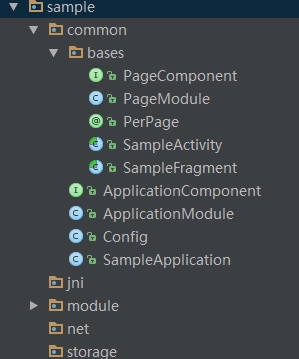 sample
common
bases
PageComponent
PageModule
PerPage
SampleActivity
SampleFragment
ApplicationComponent
ApplicationModule
Config
SampleApplication
jni
module
net
storage